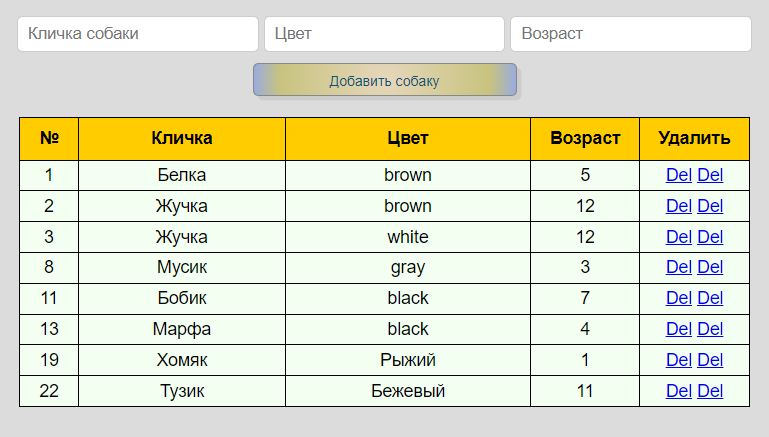 Кличка собаки Цвет Возраст
Добавить собаку
№ Кличка Цвет Возраст Удалить
1 Белка brown 5 Del Del
2 Жучка brown 12 Del Del
3 Жучка white 12 Del Del
8 Мусик gray 3 Del Del
11 Бобик black 7 Del Del
13 Марфа black 4 Del Del
19 Хомяк Рыжий 1 Del Del
22 Тузик Бежевый 11 Del Del